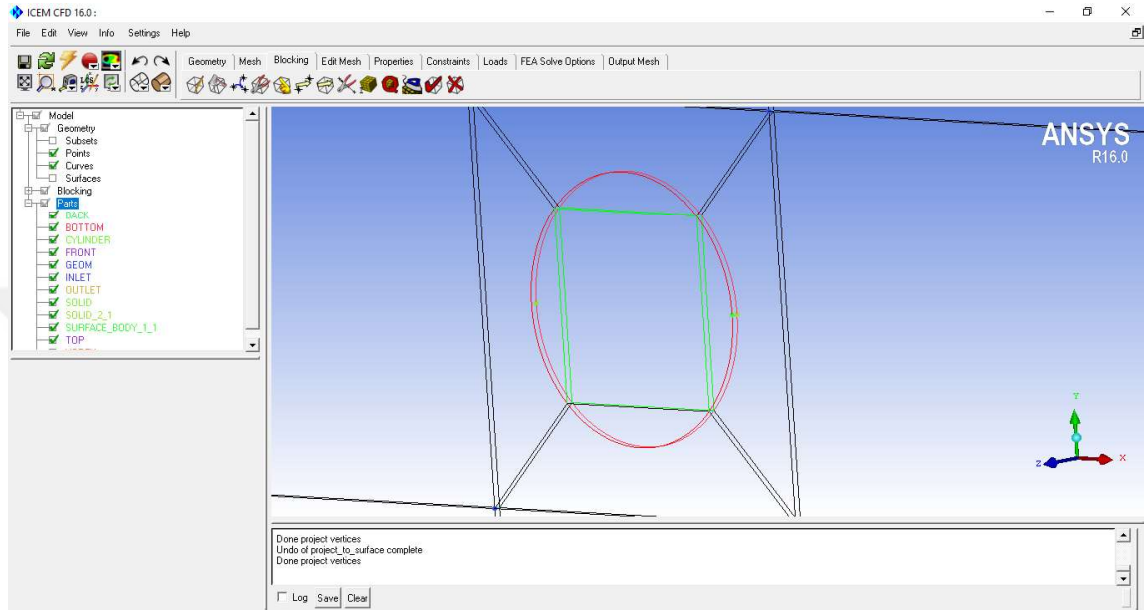 ICEM CFD 16.0 :
File Edit View Info Settings Help
Geometry Mesh Blocking Edit Mesh Properties Constraints Loads FEA Solve Options Output Mesh
Model
Geometry
Subsets
Points
Curves
Surfaces
Blocking
Parts
BACK
BOTTOM
CYLINDER
FRONT
GEOM
INLET
OUTLET
SOLID
SOLID_2_1
SURFACE_BODY_1_1
TOP
ANSYS
R16.0
Y
Z X
Done project vertices
Undo of project_to_surface complete
Done project vertices
Log Save Clear